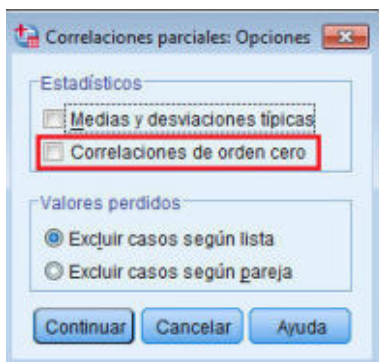 Correlaciones parciales: Opciones
Estadísticos
Medias y desviaciones típicas
Correlaciones de orden cero
Valores perdidos
Excluir casos según lista
Excluir casos según pareja
Continuar Cancelar Ayuda